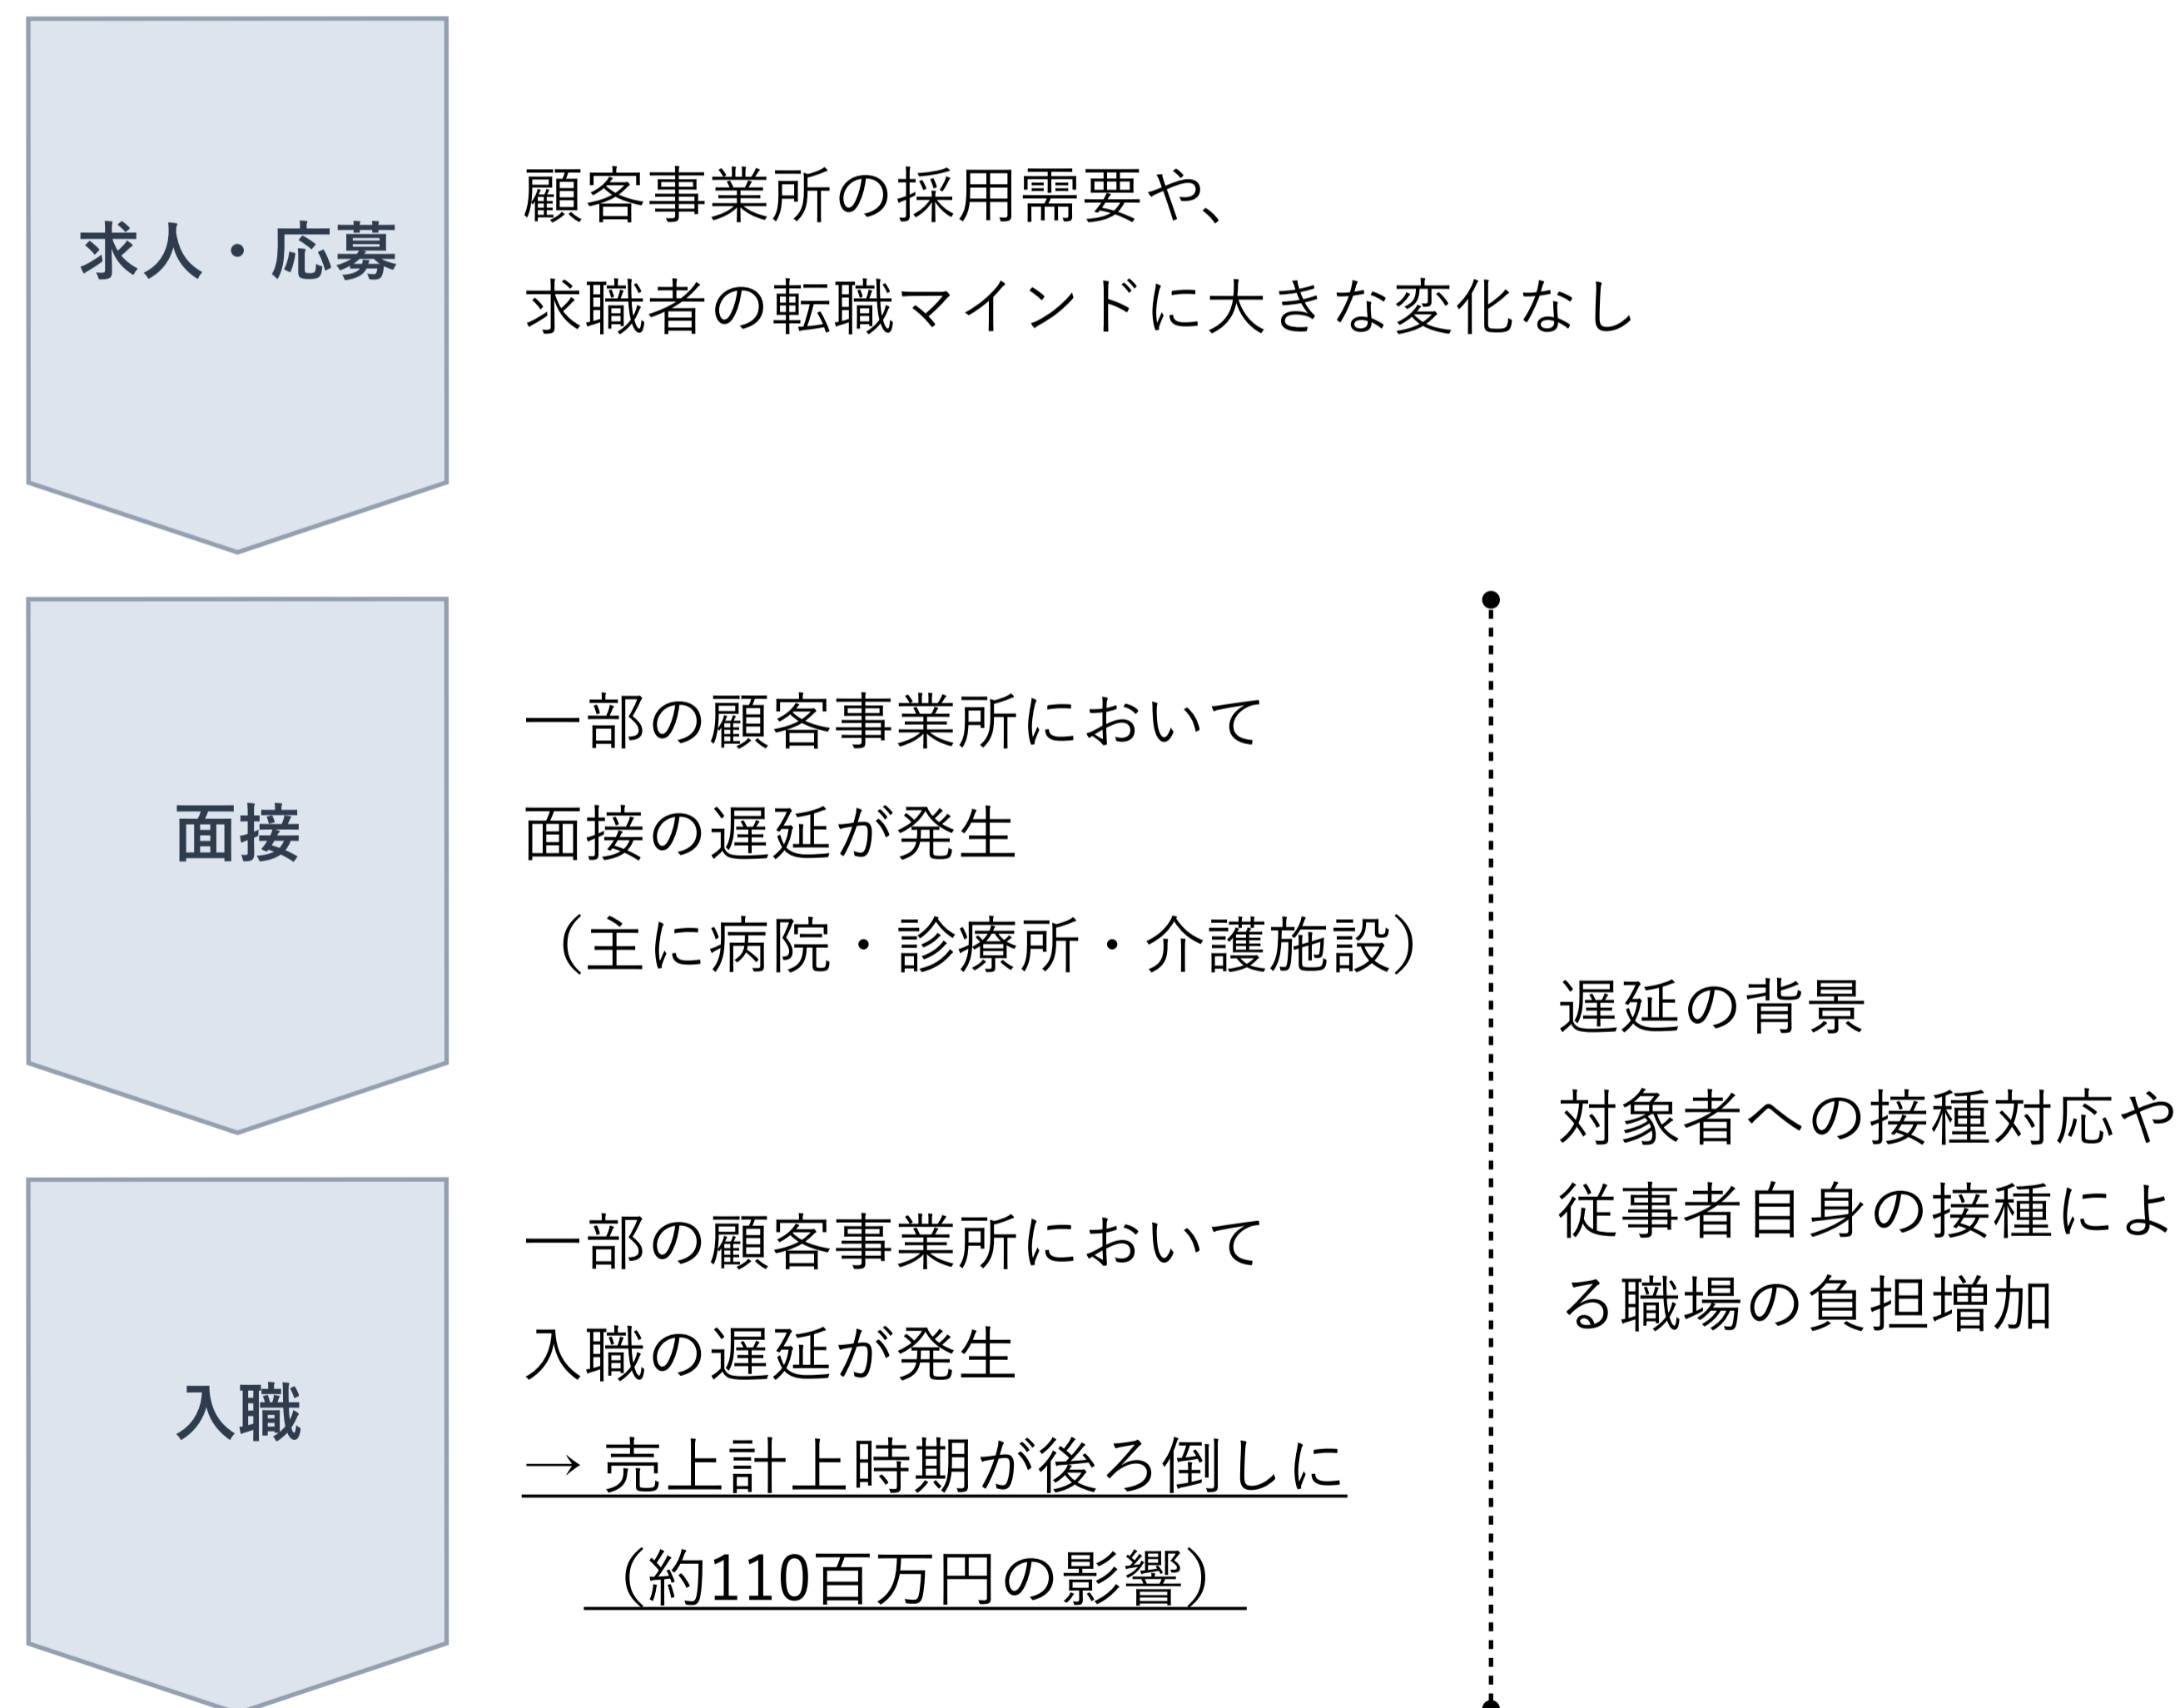 求人・応募
顧客事業所の採用需要や、
求職者の転職マインドに大きな変化なし
面接
一部の顧客事業所において
面接の遅延が発生
（主に病院・診療所・介護施設）
入職
一部の顧客事業所において
入職の遅延が発生
→ 売上計上時期が後ろ倒しに
（約110百万円の影響）
遅延の背景
対象者への接種対応や
従事者自身の接種によ
る職場の負担増加